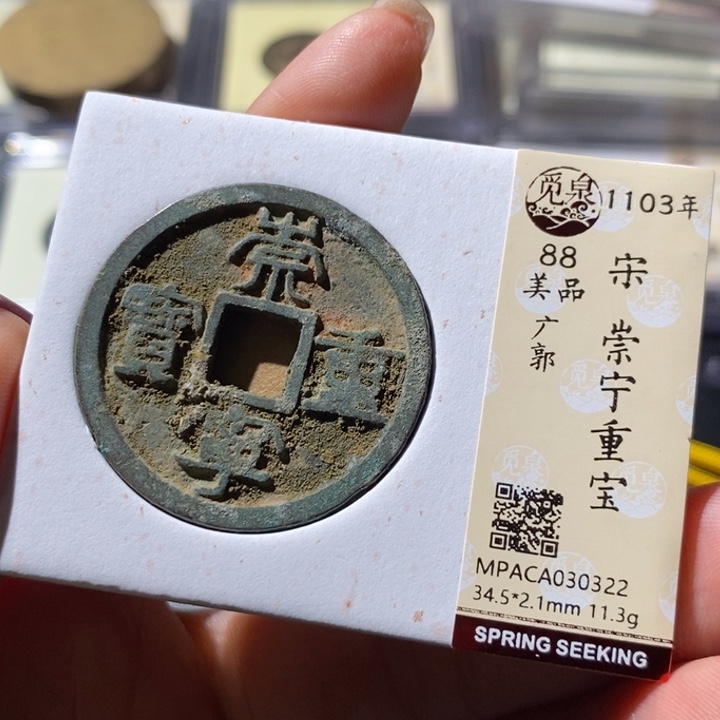 崇
重
寧
寶
觅泉
1103年
88
美品
广郭
宋 崇宁重宝
MPACA030322
34.5*2.1mm 11.3g
SPRING SEEKING